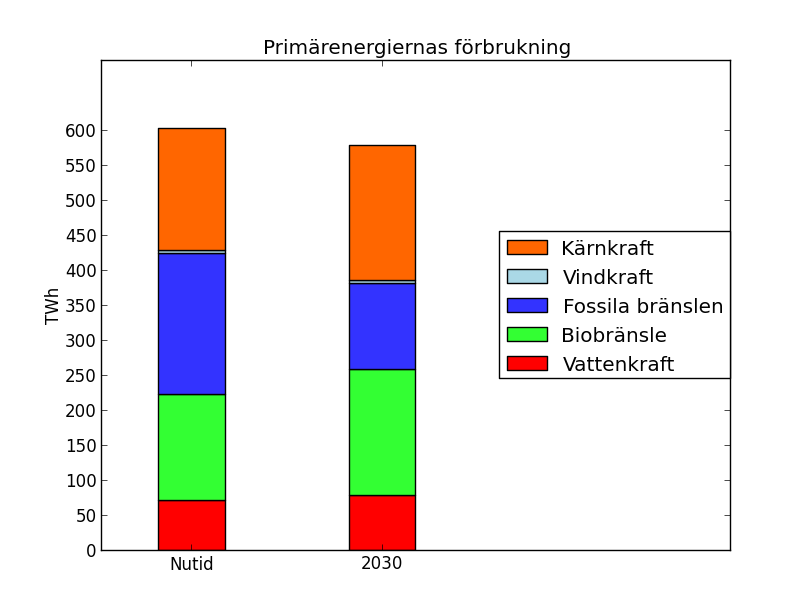 Primärenergiernas förbrukning
600
550
500
450
400
350
300
250
200
150
100
50
0
TWh
Nutid
2030
Kärnkraft
Vindkraft
Fossila bränslen
Biobränsle
Vattenkraft